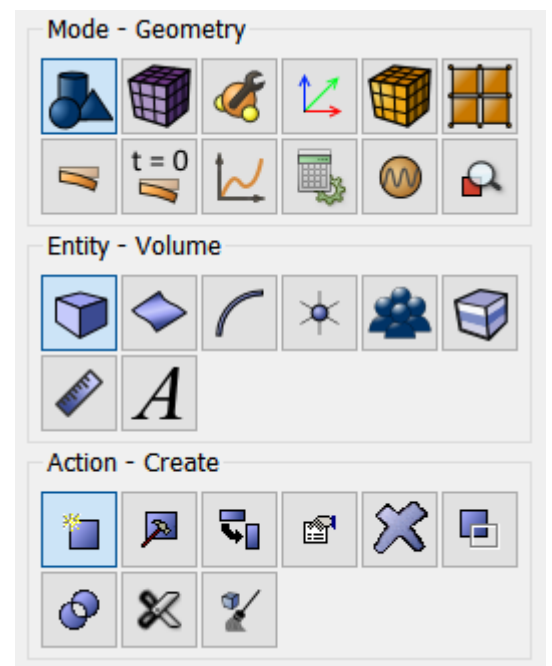 Mode - Geometry
t = 0
Entity - Volume
A
Action - Create